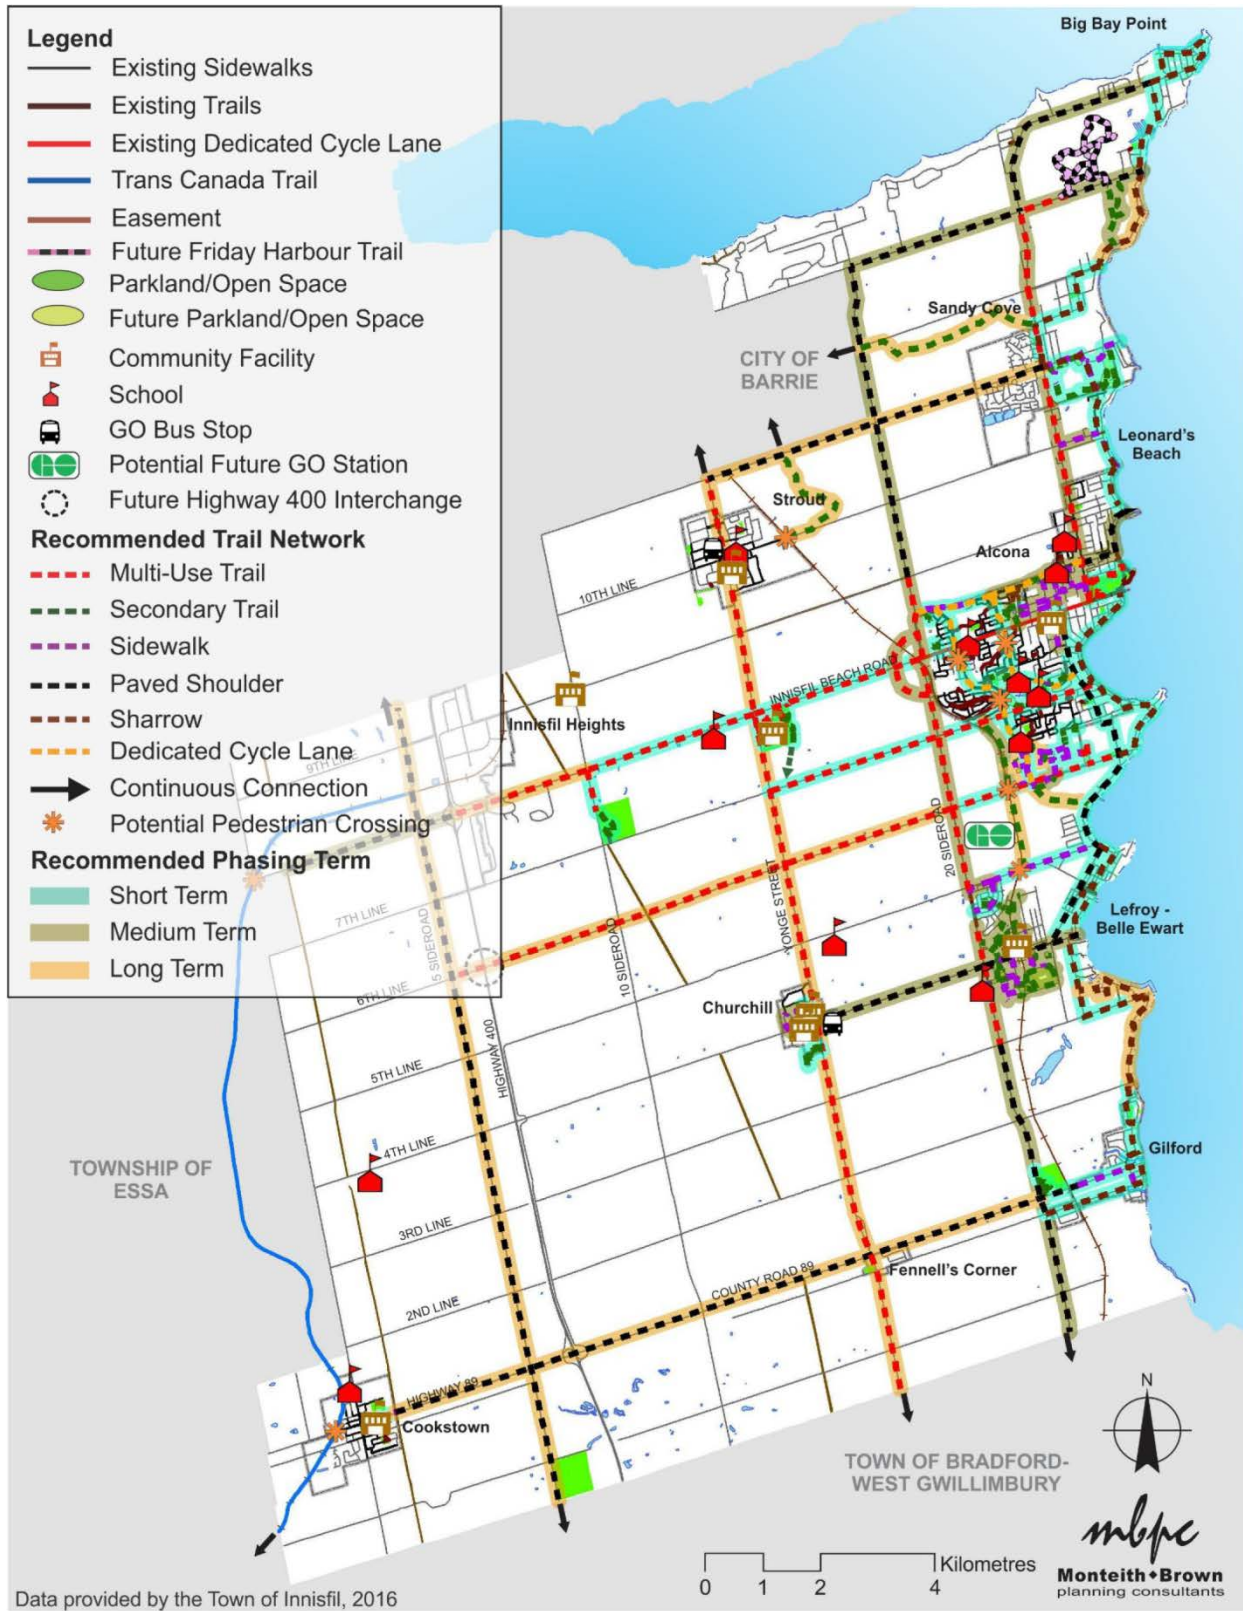 Legend
Existing Sidewalks
Existing Trails
Existing Dedicated Cycle Lane
Trans Canada Trail
Easement
Future Friday Harbour Trail
Parkland/Open Space
Future Parkland/Open Space
Community Facility
School
GO Bus Stop
GO
Potential Future GO Station
Future Highway 400 Interchange
Recommended Trail Network
Multi-Use Trail
Secondary Trail
Sidewalk
Paved Shoulder
Sharrow
Dedicated Cycle Lane
Continuous Connection
Potential Pedestrian Crossing
Recommended Phasing Term
Short Term
Medium Term
Long Term
Big Bay Point
Sandy Cove
CITY OF
BARRIE
Leonard's
Beach
Stroud
Alcona
10TH LINE
INNISFIL BEACH ROAD
Innisfil Heights
9TH LINE
7TH LINE
6TH LINE
5 SIDEROAD
10 SIDEROAD
YONGE STREET
20 SIDEROAD
GO
Lefroy -
Belle Ewart
Churchill
HIGHWAY 400
5TH LINE
4TH LINE
TOWNSHIP OF
ESSA
Gilford
3RD LINE
2ND LINE
COUNTY ROAD 89
Fennell's Corner
HIGHWAY 89
Cookstown
TOWN OF BRADFORD-
WEST GWILLIMBURY
N
mbpc
Monteith♦Brown
planning consultants
Kilometres
0 1 2 4
Data provided by the Town of Innisfil, 2016